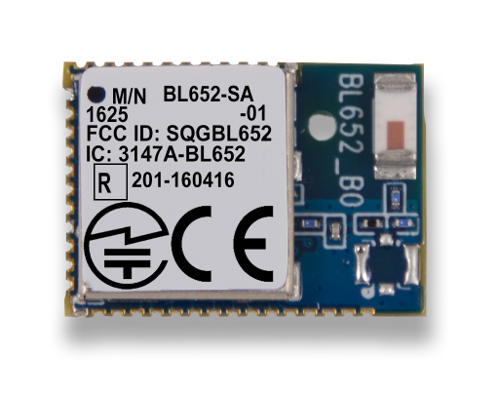 M/N BL652-SA
1625 -01
FCC ID: SQGBL652
IC: 3147A-BL652
R 201-160416
CE
BL652_B0